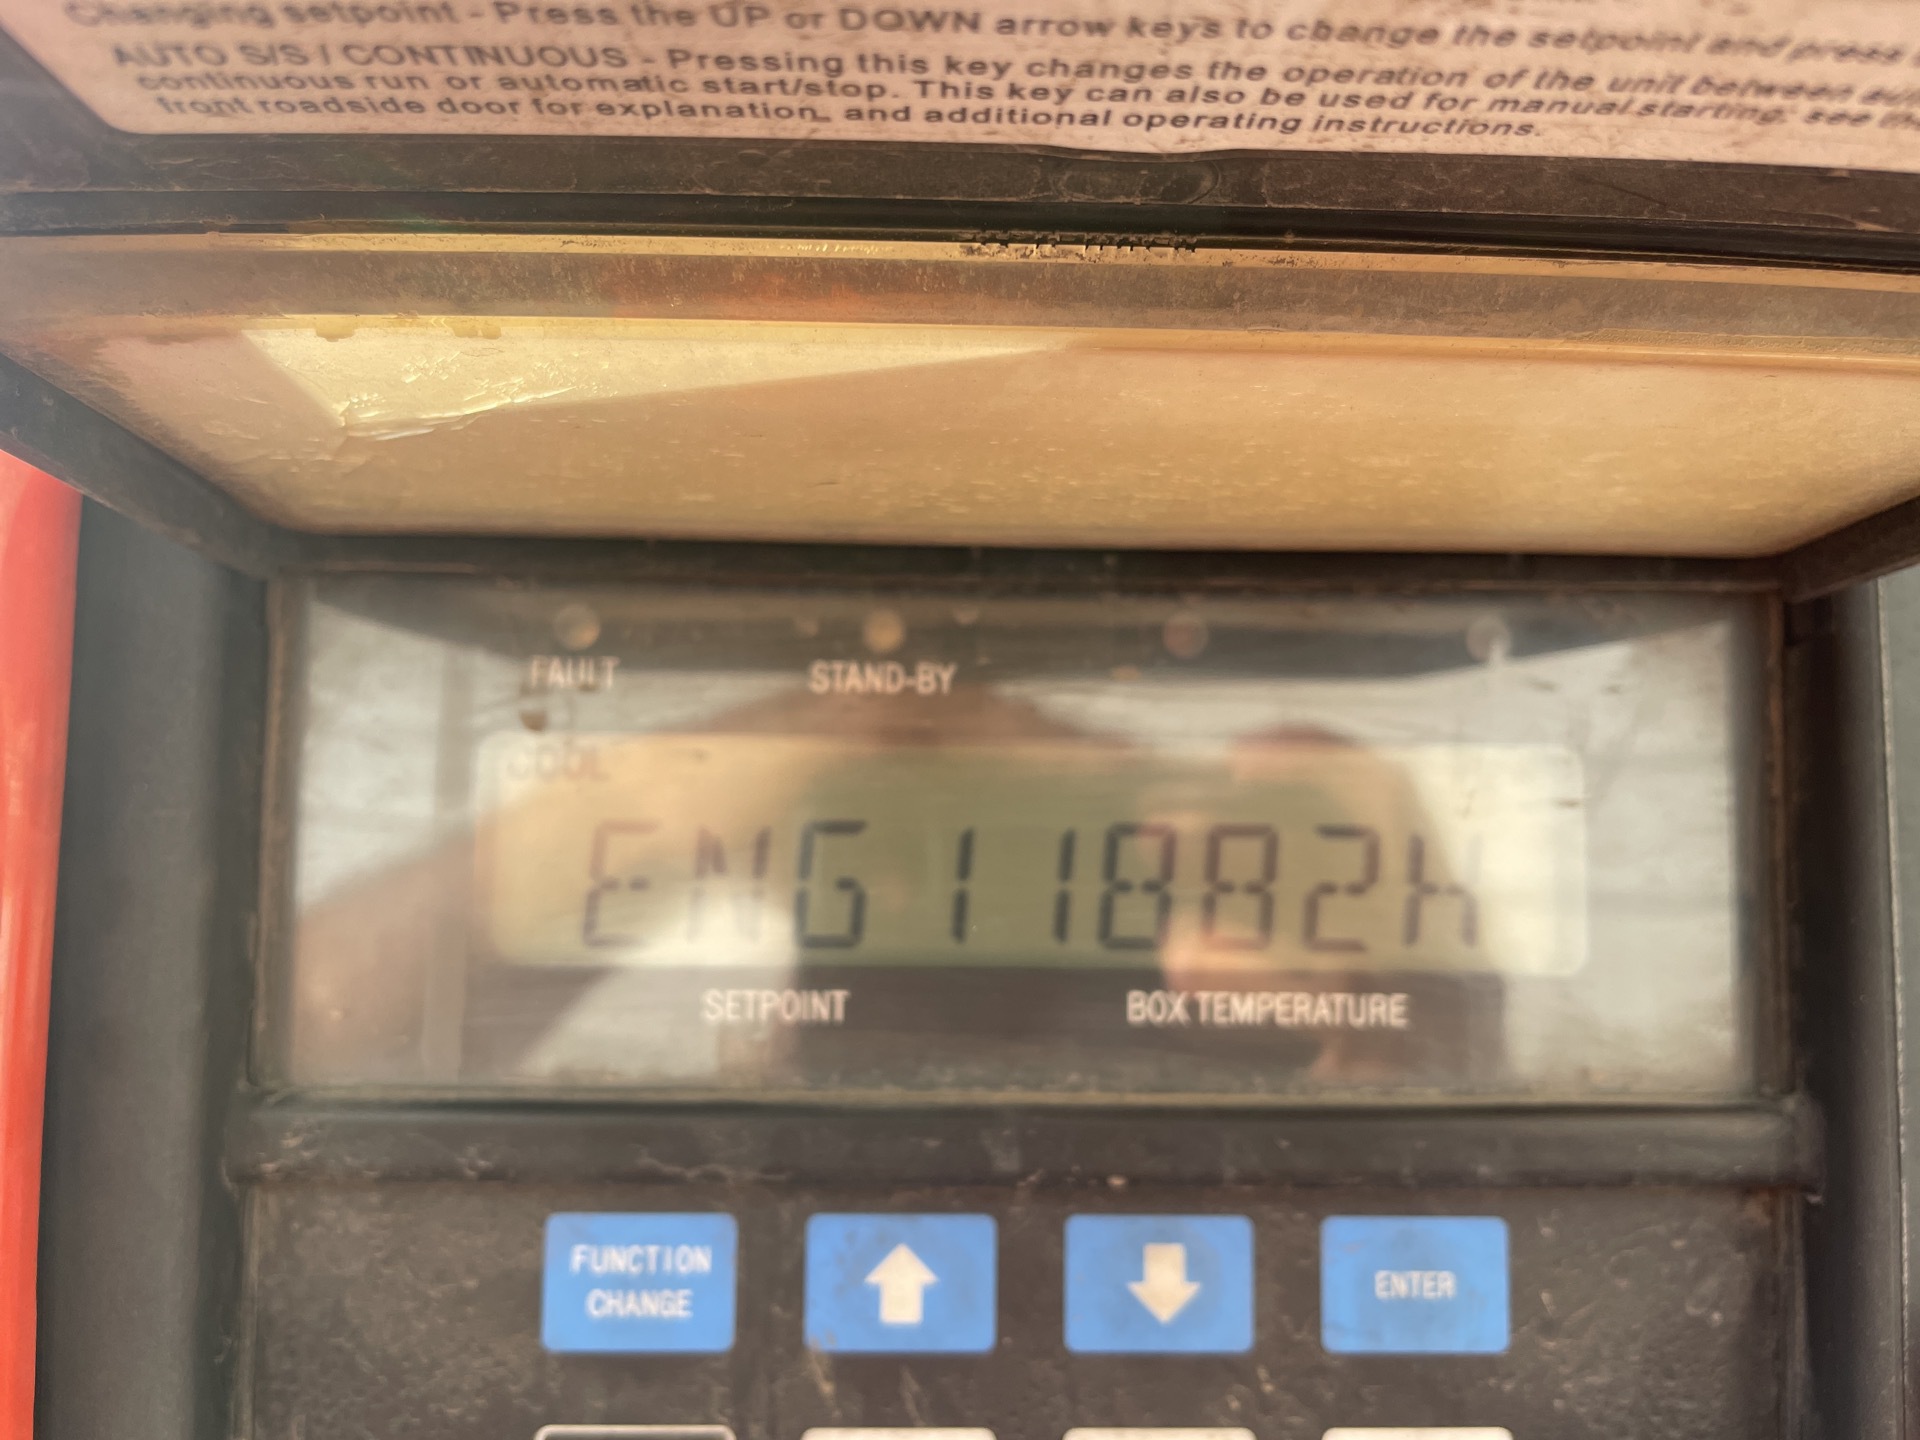 Changing setpoint - Press the UP or DOWN arrow keys to change the setpoint and press
AUTO S/S / CONTINUOUS - Pressing this key changes the operation of the unit between
continuous run or automatic start/stop. This key can also be used for manual starting, see the
front roadside door for explanation, and additional operating instructions.
FAULT STAND-BY
COOL
ENG 11882H
SETPOINT BOX TEMPERATURE
FUNCTION
CHANGE
ENTER